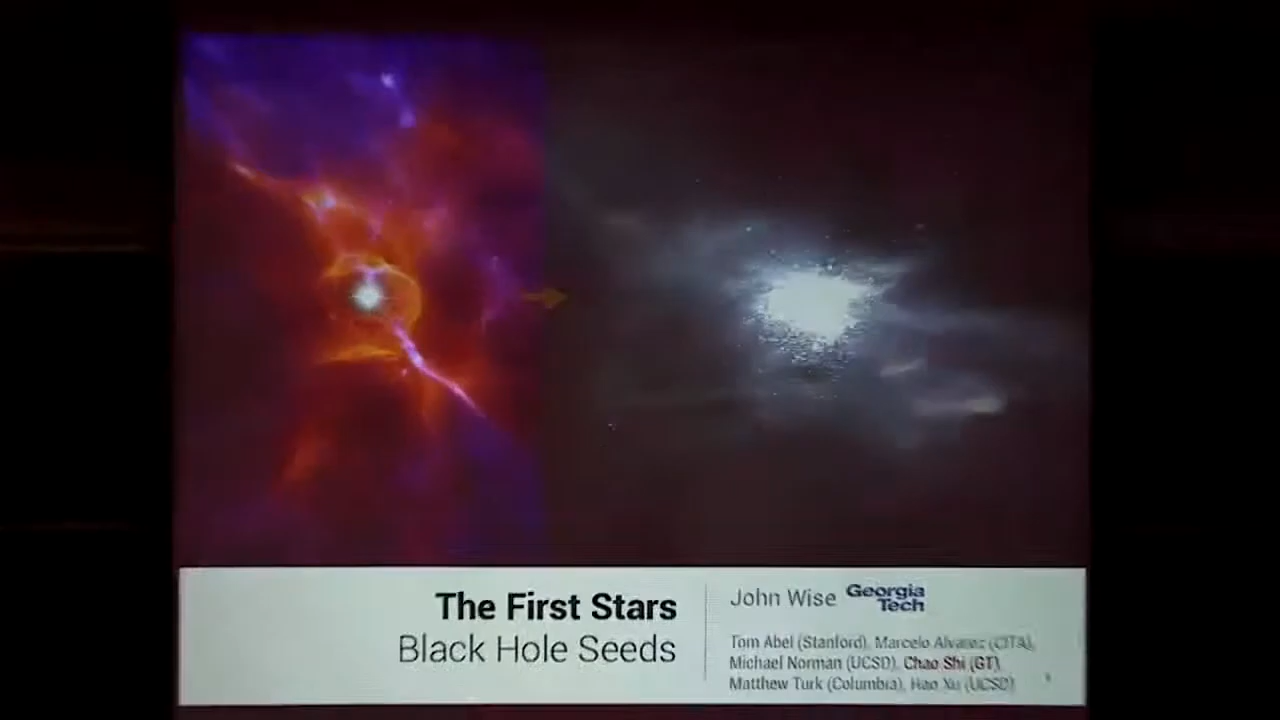 The First Stars
Black Hole Seeds
John Wise Georgia Tech
Tom Abel (Stanford), Marcelo Alvarez (CITA),
Michael Norman (UCSD), Chao Shi (GT),
Matthew Turk (Columbia), Hao Xu (UCSD)